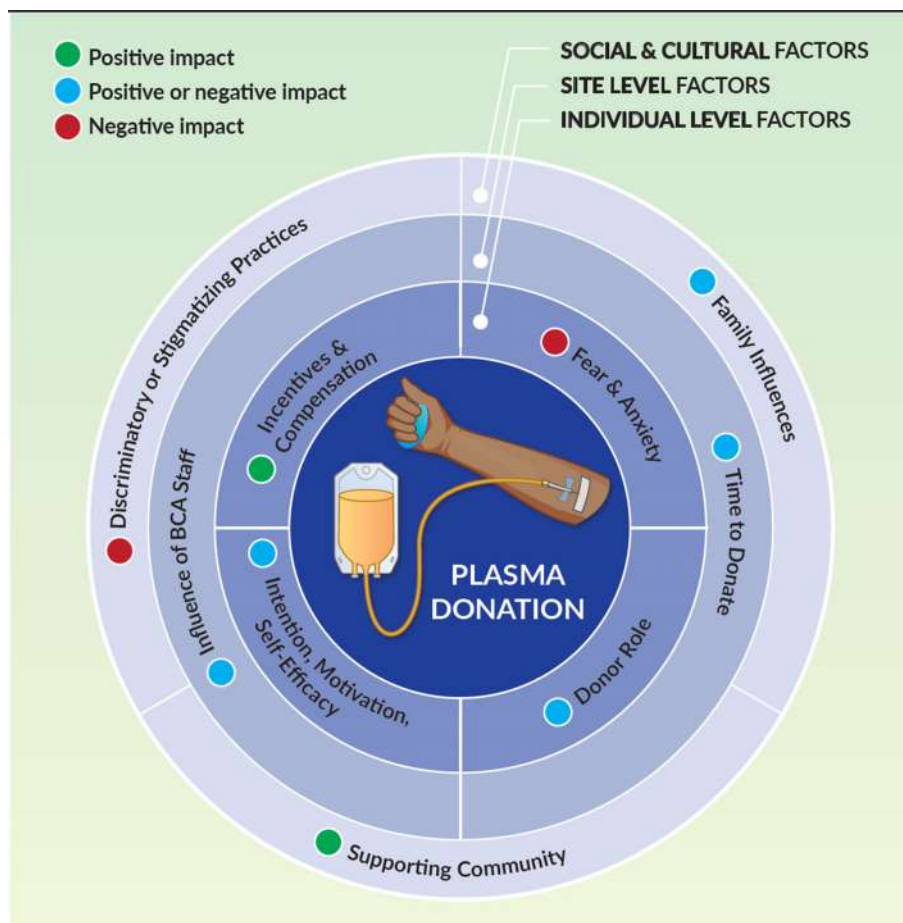 Positive impact
Positive or negative impact
Negative impact
SOCIAL & CULTURAL FACTORS
SITE LEVEL FACTORS
INDIVIDUAL LEVEL FACTORS
Discriminatory or Stigmatizing Practices
Family Influences
Supporting Community
Influence of BCA Staff
Time to Donate
Incentives &
Compensation
Fear & Anxiety
Intention, Motivation,
Self-Efficacy
Donor Role
PLASMA
DONATION